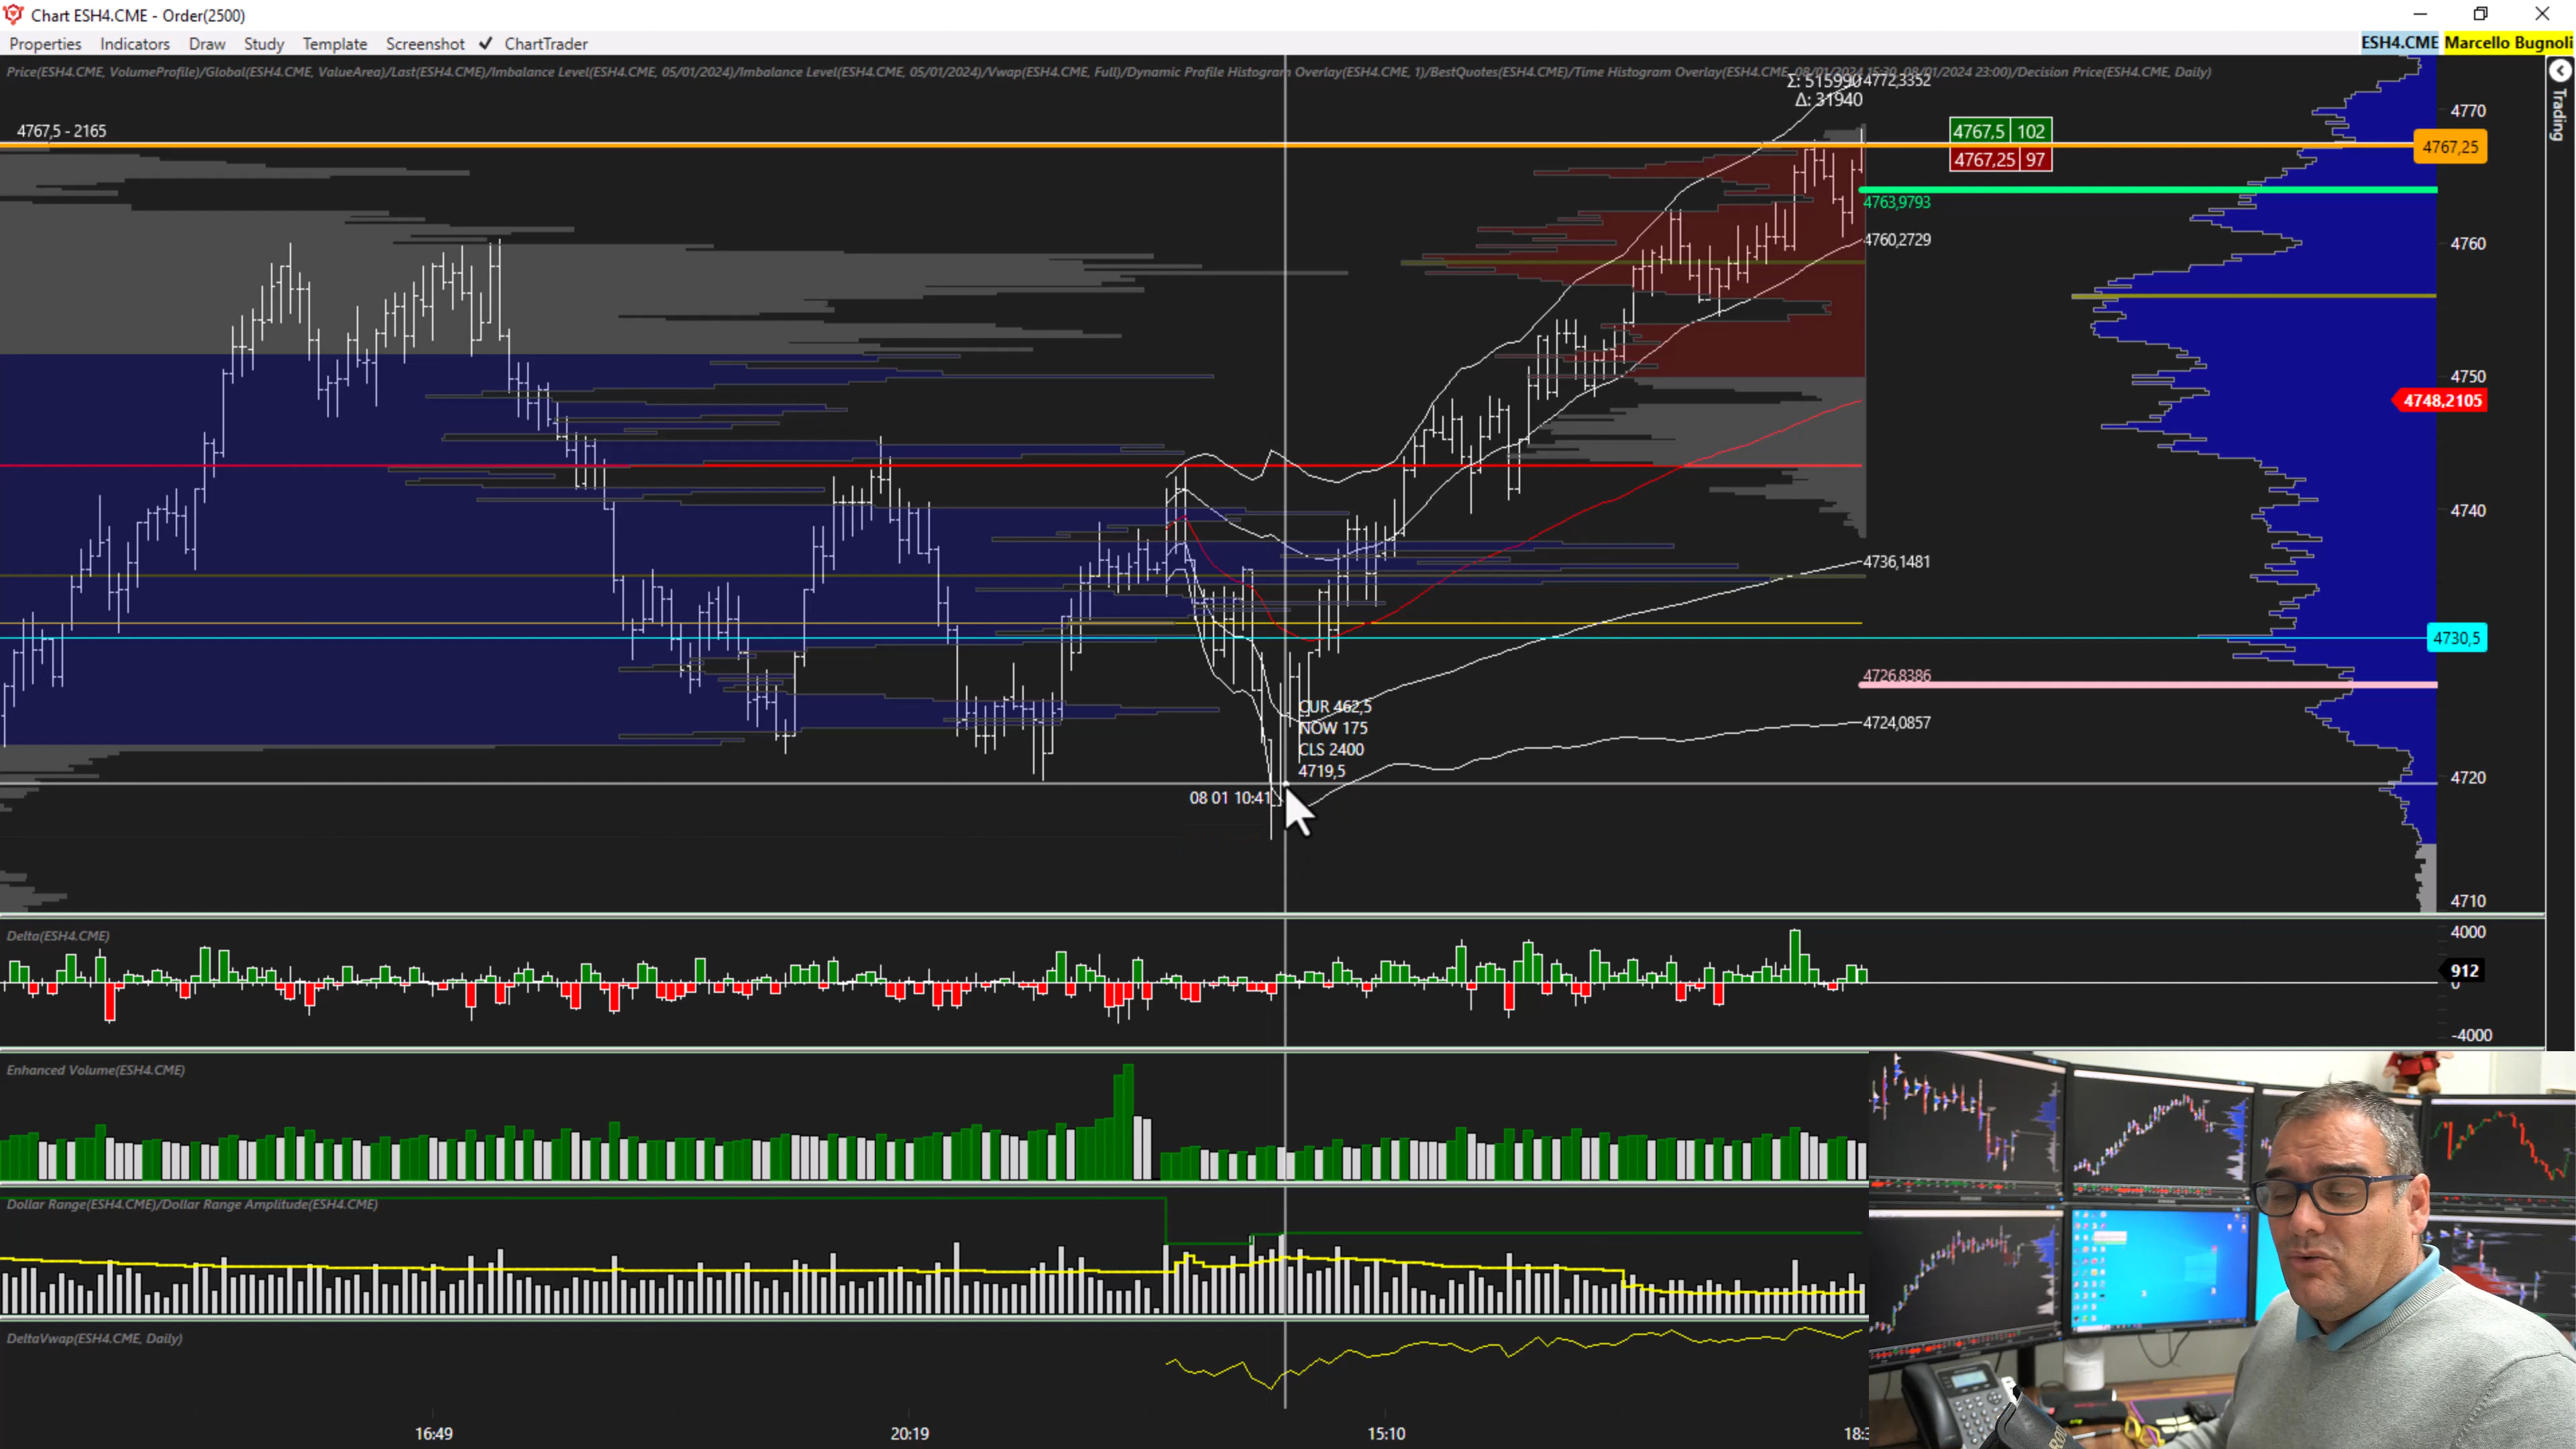 Chart ESH4.CME - Order(2500)
Properties Indicators Draw Study Template Screenshot ✓ ChartTrader
ESH4.CME Marcello Bugnoli
Price(ESH4.CME, VolumeProfile)/Global(ESH4.CME, ValueArea)/Last(ESH4.CME)/Imbalance Level(ESH4.CME, 05/01/2024)/Imbalance Level(ESH4.CME, 05/01/2024)/Vwap(ESH4.CME, Full)/Dynamic Profile Histogram Overlay(ESH4.CME, 1)/BestQuotes(ESH4.CME)/Time Histogram Overlay(ESH4.CME, 08/01/2024 15:30, 08/01/2024 23:00)/Decision Price(ESH4.CME, Daily)
Σ: 515990 4772,3352
Δ: 31940
Trading
4770
4767,5 - 2165
4767,5 102
4767,25
4767,25 97
4763,9793
4760,2729
4760
4750
4748,2105
4740
4736,1481
4730,5
4726,8386
CUR 462,5
NOW 175
CLS 2400
4719,5
4724,0857
4720
08 01 10:41
4710
Delta(ESH4.CME)
4000
912
0
-4000
Enhanced Volume(ESH4.CME)
Dollar Range(ESH4.CME)/Dollar Range Amplitude(ESH4.CME)
DeltaVwap(ESH4.CME, Daily)
16:49 20:19 15:10